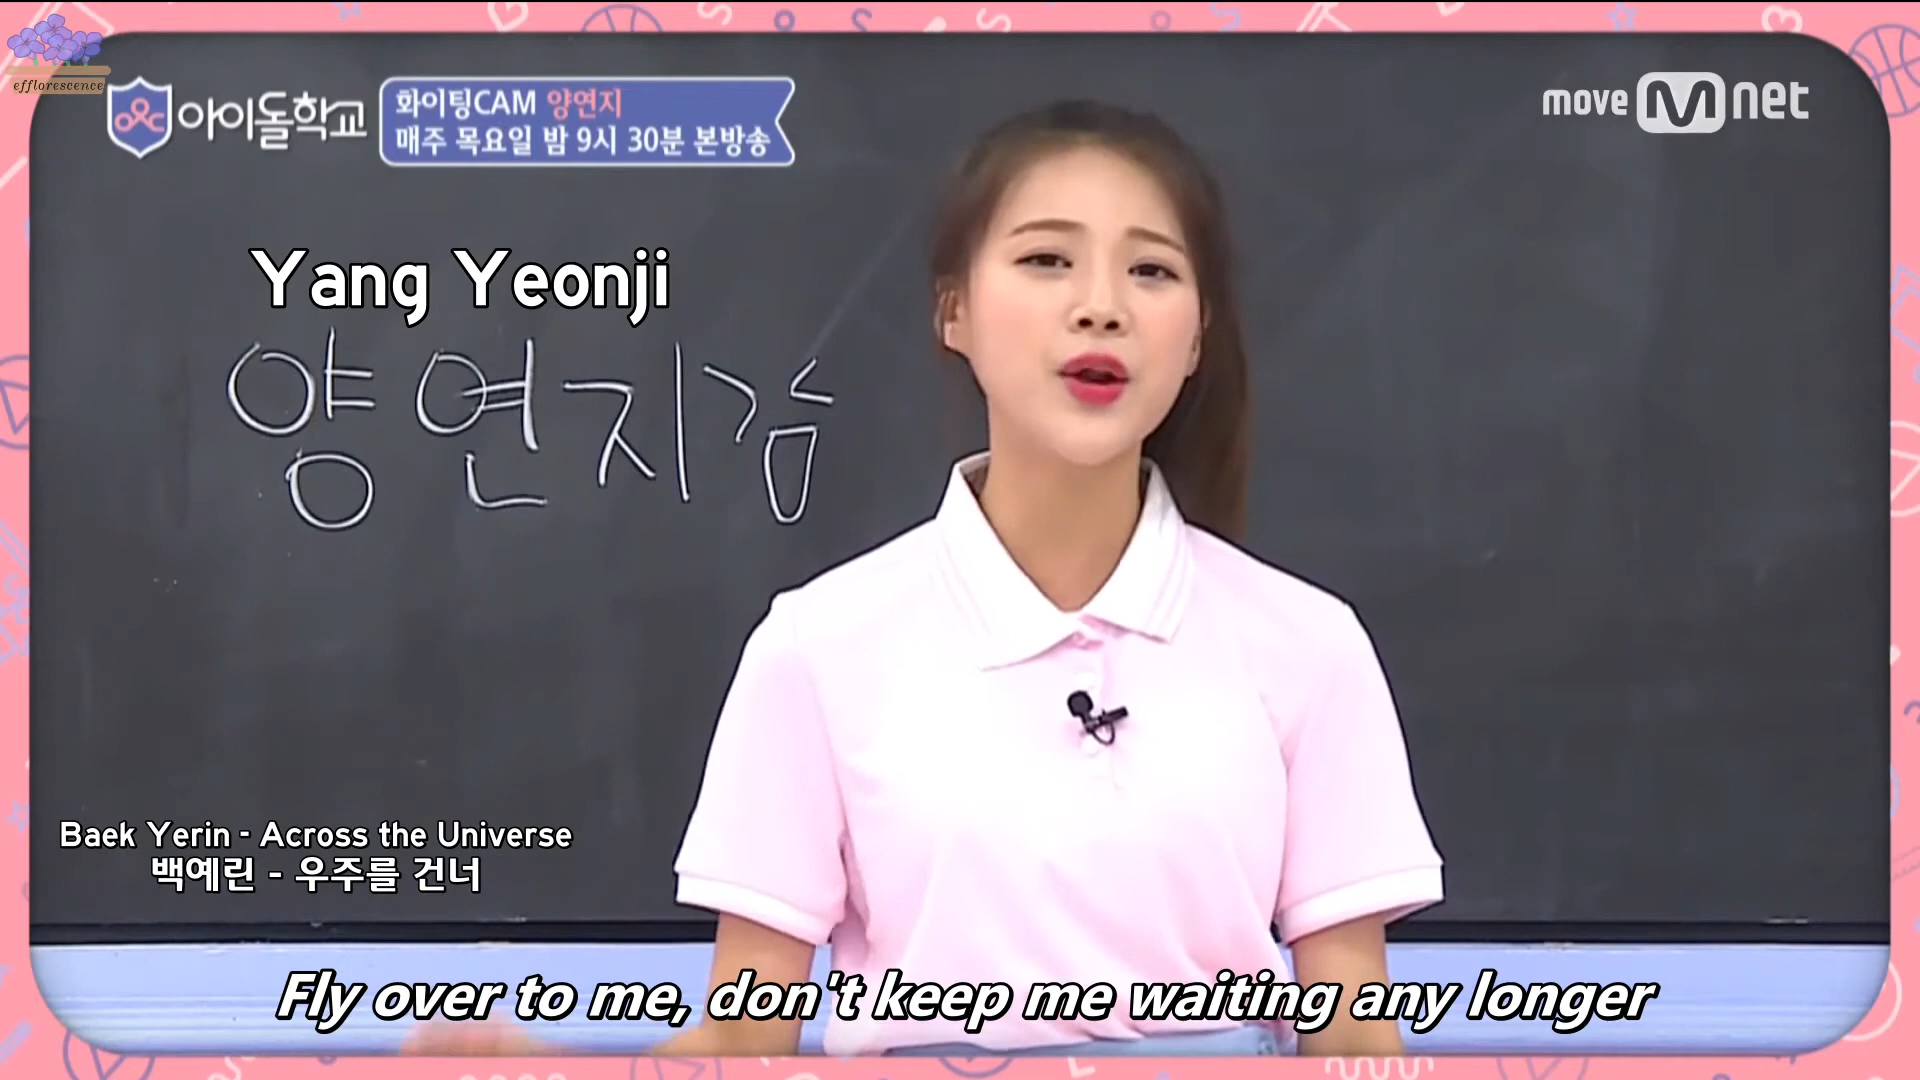 efflorescence
아이돌학교
화이팅CAM 양연지
매주 목요일 밤 9시 30분 본방송
move Mnet
Yang Yeonji
양연지
Baek Yerin - Across the Universe
백예린 - 우주를 건너
Fly over to me, don't keep me waiting any longer